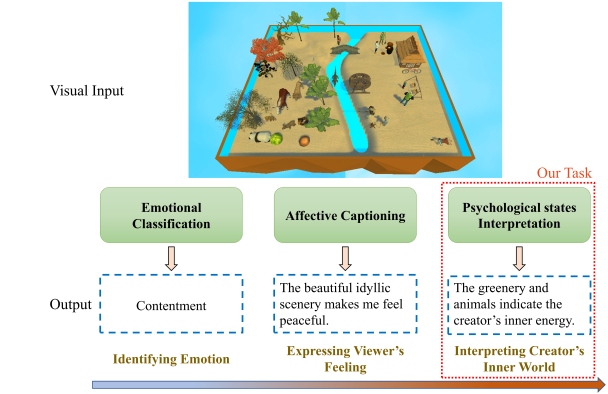 Visual Input
Our Task
Emotional
Classification
Affective Captioning
Psychological states
Interpretation
Output
Contentment
The beautiful idyllic
scenery makes me feel
peaceful.
The greenery and
animals indicate the
creator's inner energy.
Identifying Emotion
Expressing Viewer's
Feeling
Interpreting Creator's
Inner World